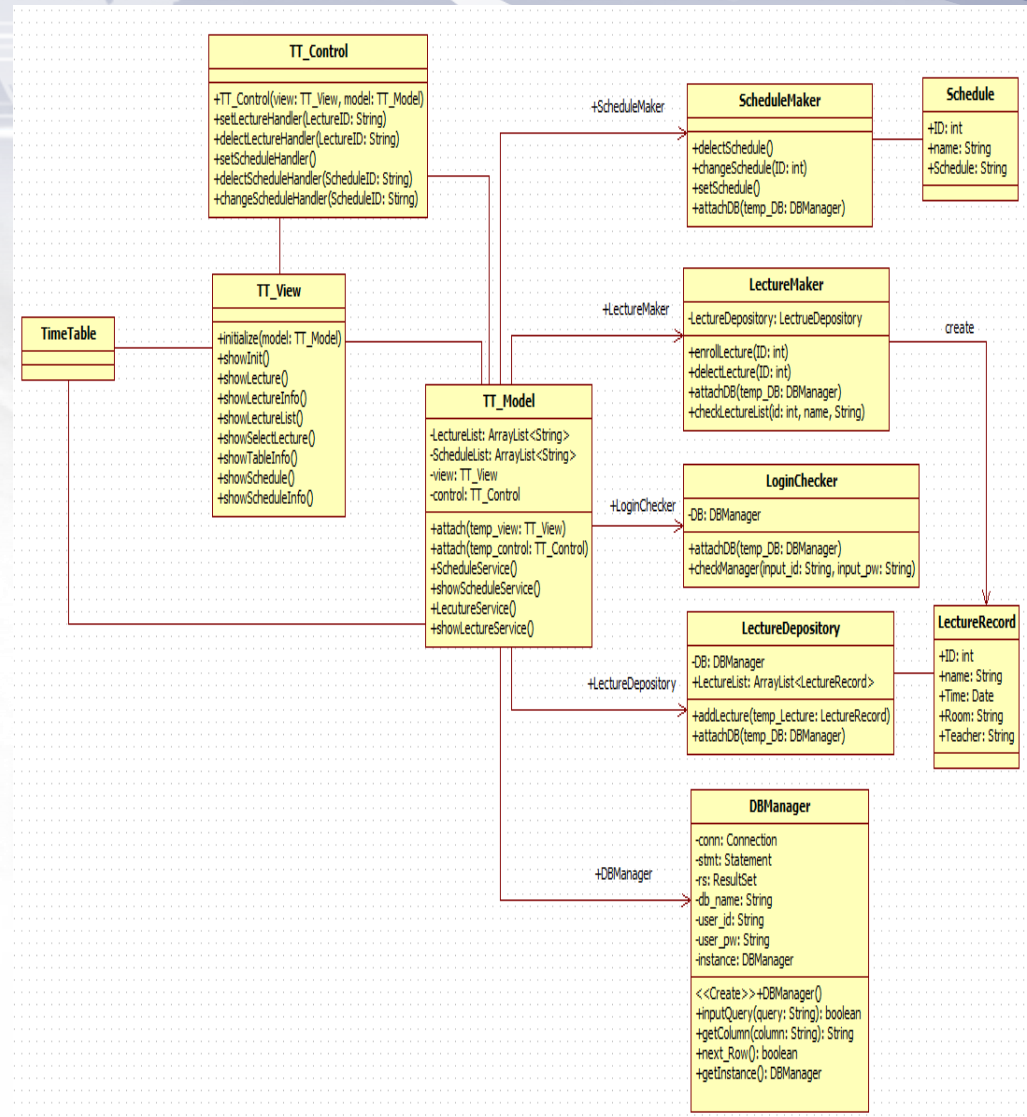 TT_Control
+TT_Control(view: TT_View, model: TT_Model)
+setLectureHandler(LectureID: String)
+delectLectureHandler(LectureID: String)
+setScheduleHandler()
+delectScheduleHandler(ScheduleID: String)
+changeScheduleHandler(ScheduleID: Stirng)
+ScheduleMaker
ScheduleMaker
+delectSchedule()
+changeSchedule(ID: int)
+setSchedule()
+attachDB(temp_DB: DBManager)
Schedule
+ID: int
+name: String
+Schedule: String
TimeTable
TT_View
+initialize(model: TT_Model)
+showInit()
+showLecture()
+showLectureInfo()
+showLectureList()
+showSelectLecture()
+showTableInfo()
+showSchedule()
+showScheduleInfo()
+LectureMaker
LectureMaker
-LectureDepository: LectrueDepository
+enrollLecture(ID: int)
+delectLecture(ID: int)
+attachDB(temp_DB: DBManager)
+checkLectureList(id: int, name, String)
create
TT_Model
-LectureList: ArrayList<String>
-ScheduleList: ArrayList<String>
-view: TT_View
-control: TT_Control
+attach(temp_view: TT_View)
+attach(temp_control: TT_Control)
+ScheduleService()
+showScheduleService()
+LecutureService()
+showLectureService()
+LoginChecker
LoginChecker
-DB: DBManager
+attachDB(temp_DB: DBManager)
+checkManager(input_id: String, input_pw: String)
+LectureDepository
LectureDepository
-DB: DBManager
+LectureList: ArrayList<LectureRecord>
+addLecture(temp_Lecture: LectureRecord)
+attachDB(temp_DB: DBManager)
LectureRecord
+ID: int
+name: String
+Time: Date
+Room: String
+Teacher: String
+DBManager
DBManager
-conn: Connection
-stmt: Statement
-rs: ResultSet
-db_name: String
-user_id: String
-user_pw: String
-instance: DBManager
<<Create>>+DBManager()
+inputQuery(query: String): boolean
+getColumn(column: String): String
+next_Row(): boolean
+getInstance(): DBManager